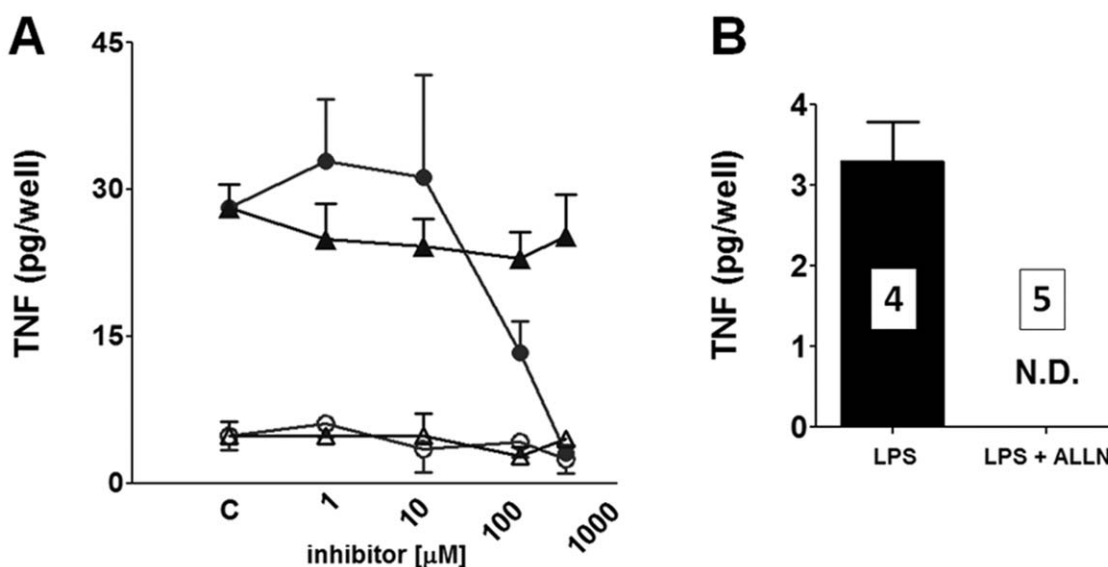 A
TNF (pg/well)
45
30
15
0
C
1
10
100
1000
inhibitor [µM]
B
TNF (pg/well)
4
3
2
1
0
4
5
N.D.
LPS
LPS + ALLN